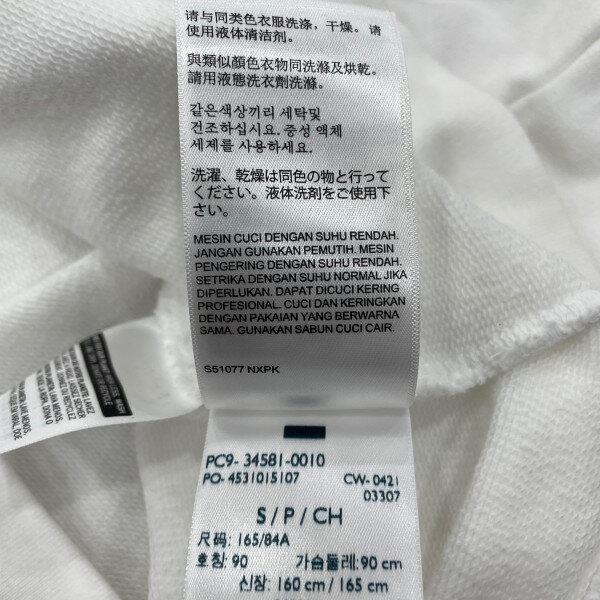 请与同类色衣服洗涤，干燥。请
使用液体清洁剂。
與類似顏色衣物同洗滌及烘乾。
請用液態洗衣劑洗滌。
같은색상끼리 세탁및
건조하십시요. 중성 액체
세제를 사용하세요.
洗濯、乾燥は同色の物と行って
ください。液体洗剤をご使用下
さい。
MESIN CUCI DENGAN SUHU RENDAH.
JANGAN GUNAKAN PEMUTIH. MESIN
PENGERING DENGAN SUHU RENDAH.
SETRIKA DENGAN SUHU NORMAL JIKA
DIPERLUKAN. DAPAT DICUCI KERING
PROFESIONAL. CUCI DAN KERINGKAN
DENGAN PAKAIAN YANG BERWARNA
SAMA. GUNAKAN SABUN CUCI CAIR.
S51077 NXPK
PC9- 34581-0010
PO- 4531015107 CW-0421
03307
S / P / CH
尺码: 165/84A
호칭: 90 가슴둘레: 90 cm
신장: 160 cm / 165 cm